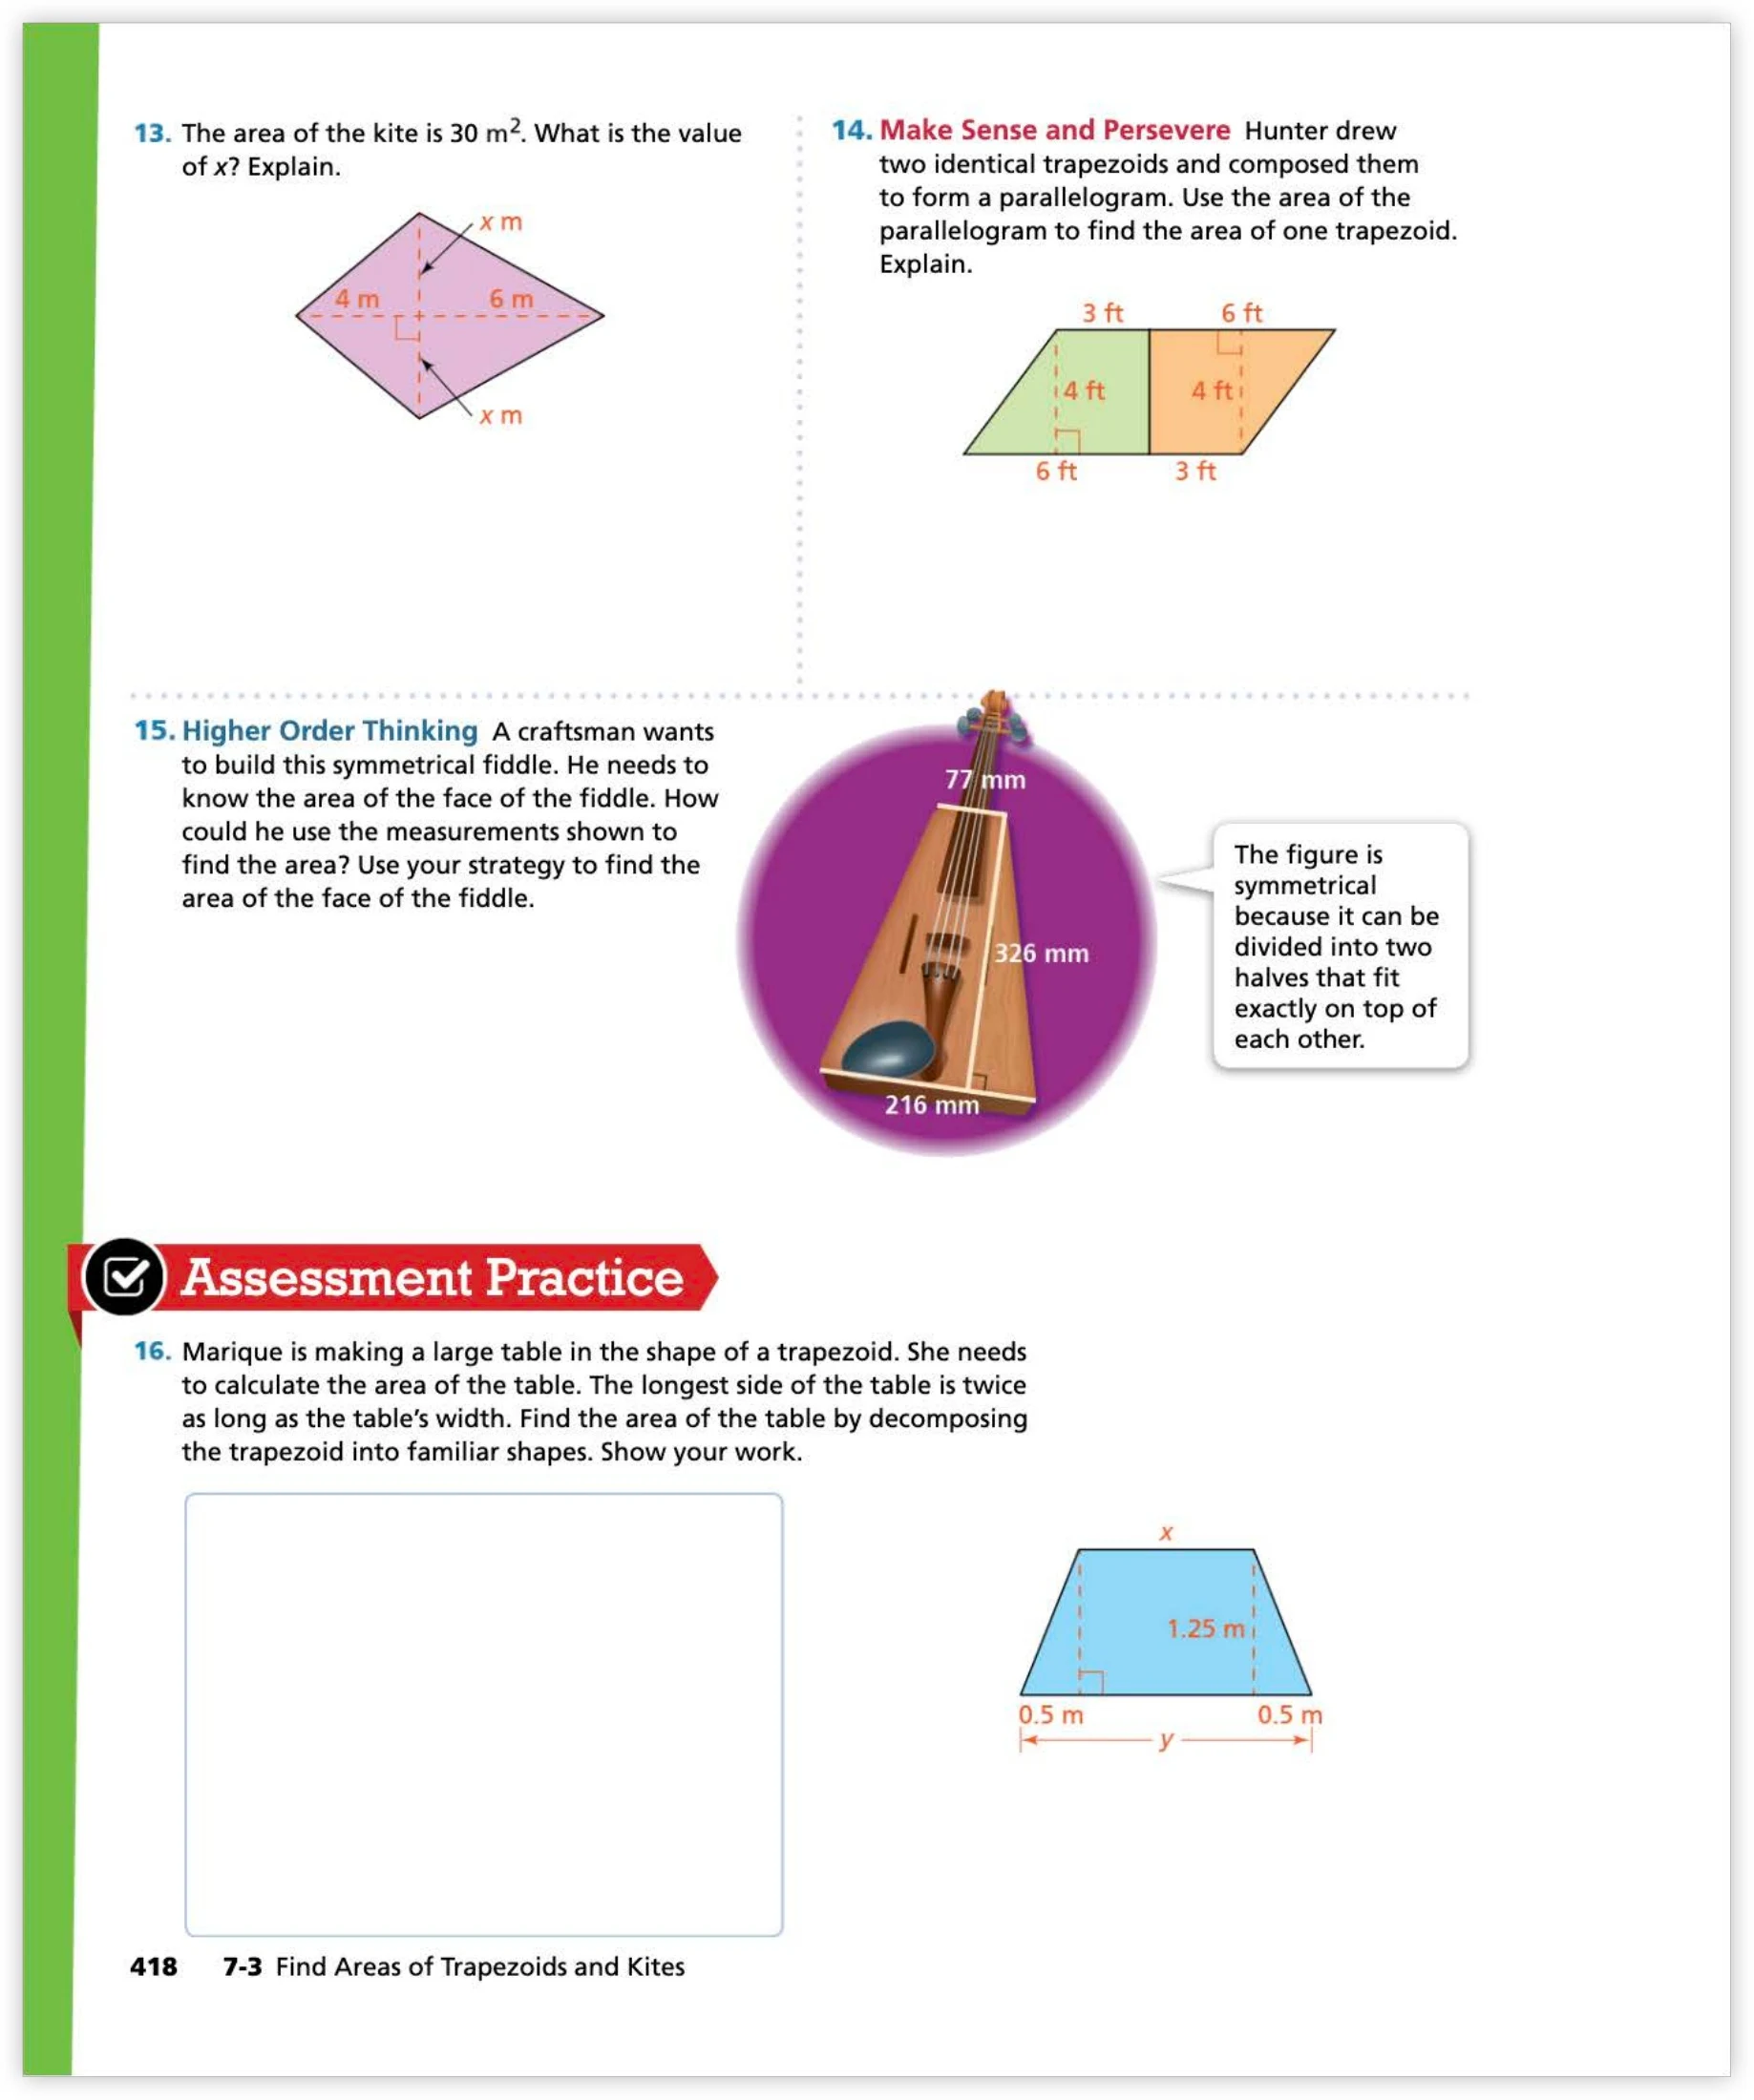 13. The area of the kite is 30 m². What is the value
of x? Explain.
x m
4 m
6 m
x m
14. Make Sense and Persevere Hunter drew
two identical trapezoids and composed them
to form a parallelogram. Use the area of the
parallelogram to find the area of one trapezoid.
Explain.
3 ft
6 ft
4 ft
4 ft
6 ft
3 ft
15. Higher Order Thinking A craftsman wants
to build this symmetrical fiddle. He needs to
know the area of the face of the fiddle. How
could he use the measurements shown to
find the area? Use your strategy to find the
area of the face of the fiddle.
77 mm
326 mm
216 mm
The figure is
symmetrical
because it can be
divided into two
halves that fit
exactly on top of
each other.
Assessment Practice
16. Marique is making a large table in the shape of a trapezoid. She needs
to calculate the area of the table. The longest side of the table is twice
as long as the table's width. Find the area of the table by decomposing
the trapezoid into familiar shapes. Show your work.
x
1.25 m
0.5 m
0.5 m
y
418 7-3 Find Areas of Trapezoids and Kites